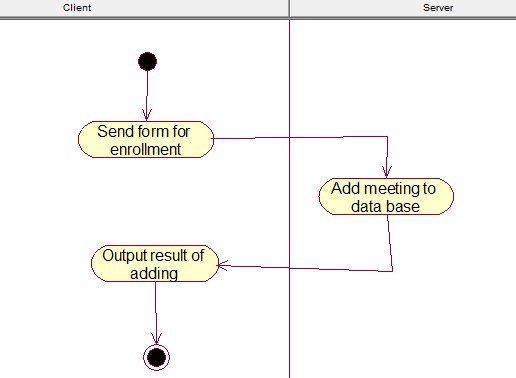 Client
Server
Send form for
enrollment
Add meeting to
data base
Output result of
adding